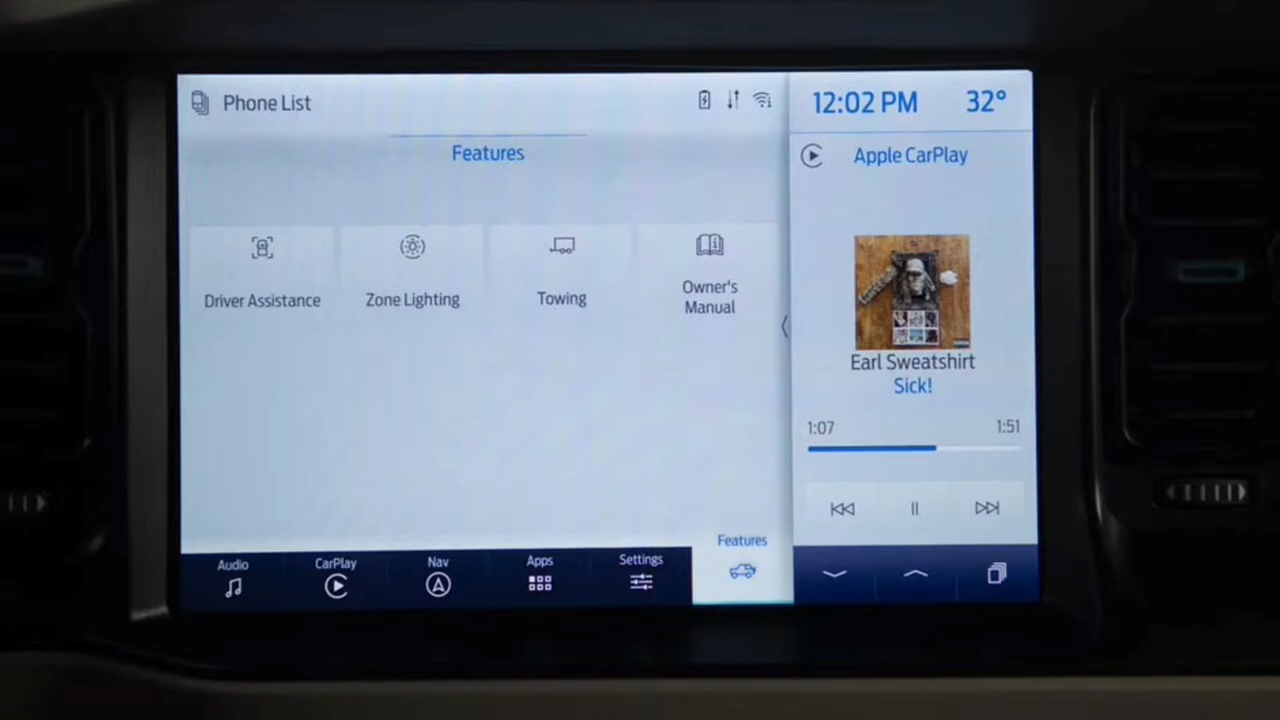 Phone List
12:02 PM
32°
Features
Apple CarPlay
Driver Assistance
Zone Lighting
Towing
Owner's
Manual
Earl Sweatshirt
Sick!
1:07
1:51
Audio
CarPlay
Nav
Apps
Settings
Features